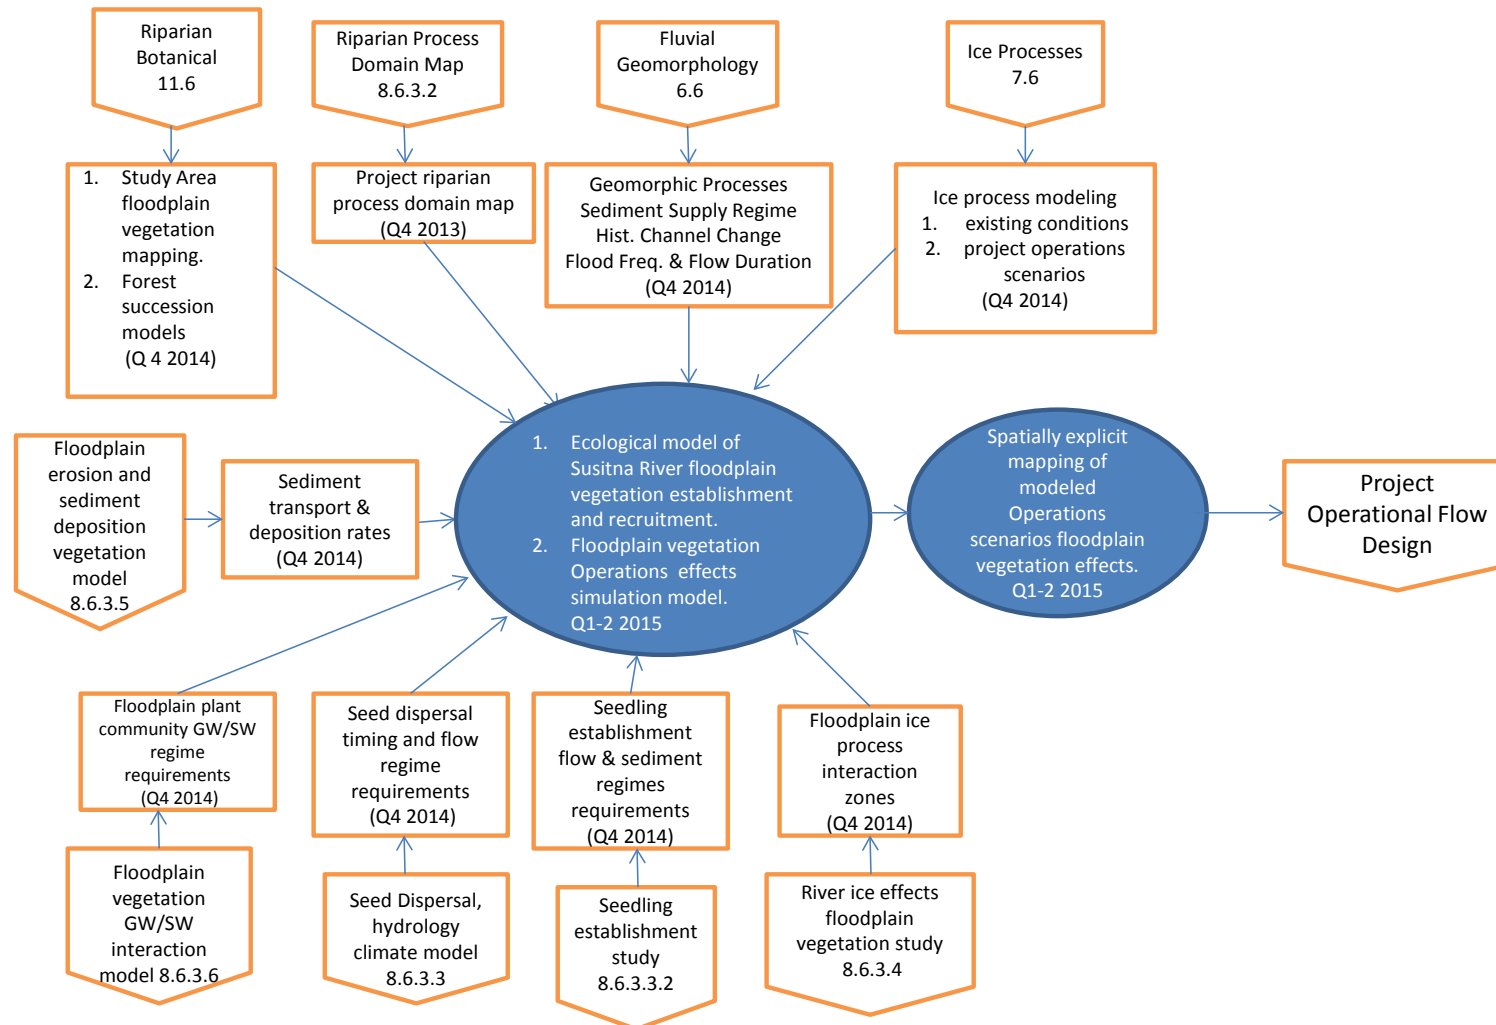 Riparian
Botanical
11.6
Riparian Process
Domain Map
8.6.3.2
Fluvial
Geomorphology
6.6
Ice Processes
7.6
1. Study Area
floodplain
vegetation
mapping.
2. Forest
succession
models
(Q 4 2014)
Project riparian
process domain map
(Q4 2013)
Geomorphic Processes
Sediment Supply Regime
Hist. Channel Change
Flood Freq. & Flow Duration
(Q4 2014)
Ice process modeling
1. existing conditions
2. project operations
scenarios
(Q4 2014)
Floodplain
erosion and
sediment
deposition
vegetation
model
8.6.3.5
Sediment
transport &
deposition rates
(Q4 2014)
1. Ecological model of
Susitna River floodplain
vegetation establishment
and recruitment.
2. Floodplain vegetation
Operations effects
simulation model.
Q1-2 2015
Spatially explicit
mapping of
modeled
Operations
scenarios floodplain
vegetation effects.
Q1-2 2015
Project
Operational Flow
Design
Floodplain plant
community GW/SW
regime
requirements
(Q4 2014)
Seed dispersal
timing and flow
regime
requirements
(Q4 2014)
Seedling
establishment
flow & sediment
regimes
requirements
(Q4 2014)
Floodplain ice
process
interaction
zones
(Q4 2014)
Floodplain
vegetation
GW/SW
interaction
model 8.6.3.6
Seed Dispersal,
hydrology
climate model
8.6.3.3
Seedling
establishment
study
8.6.3.3.2
River ice effects
floodplain
vegetation study
8.6.3.4